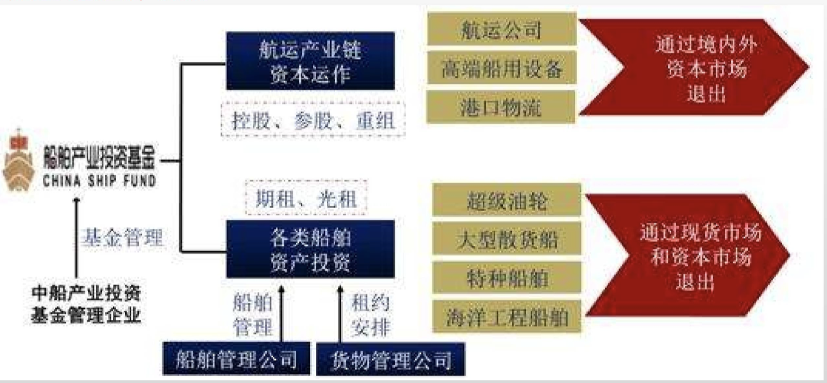 航运产业链
资本运作
控股、参股、重组
航运公司
高端船用设备
港口物流
通过境内外
资本市场
退出
船舶产业投资基金
CHINA SHIP FUND
基金管理
中船产业投资
基金管理企业
期租、光租
各类船舶
资产投资
超级油轮
大型散货船
特种船舶
海洋工程船舶
通过现货市场
和资本市场
退出
船舶
管理
租约
安排
船舶管理公司
货物管理公司